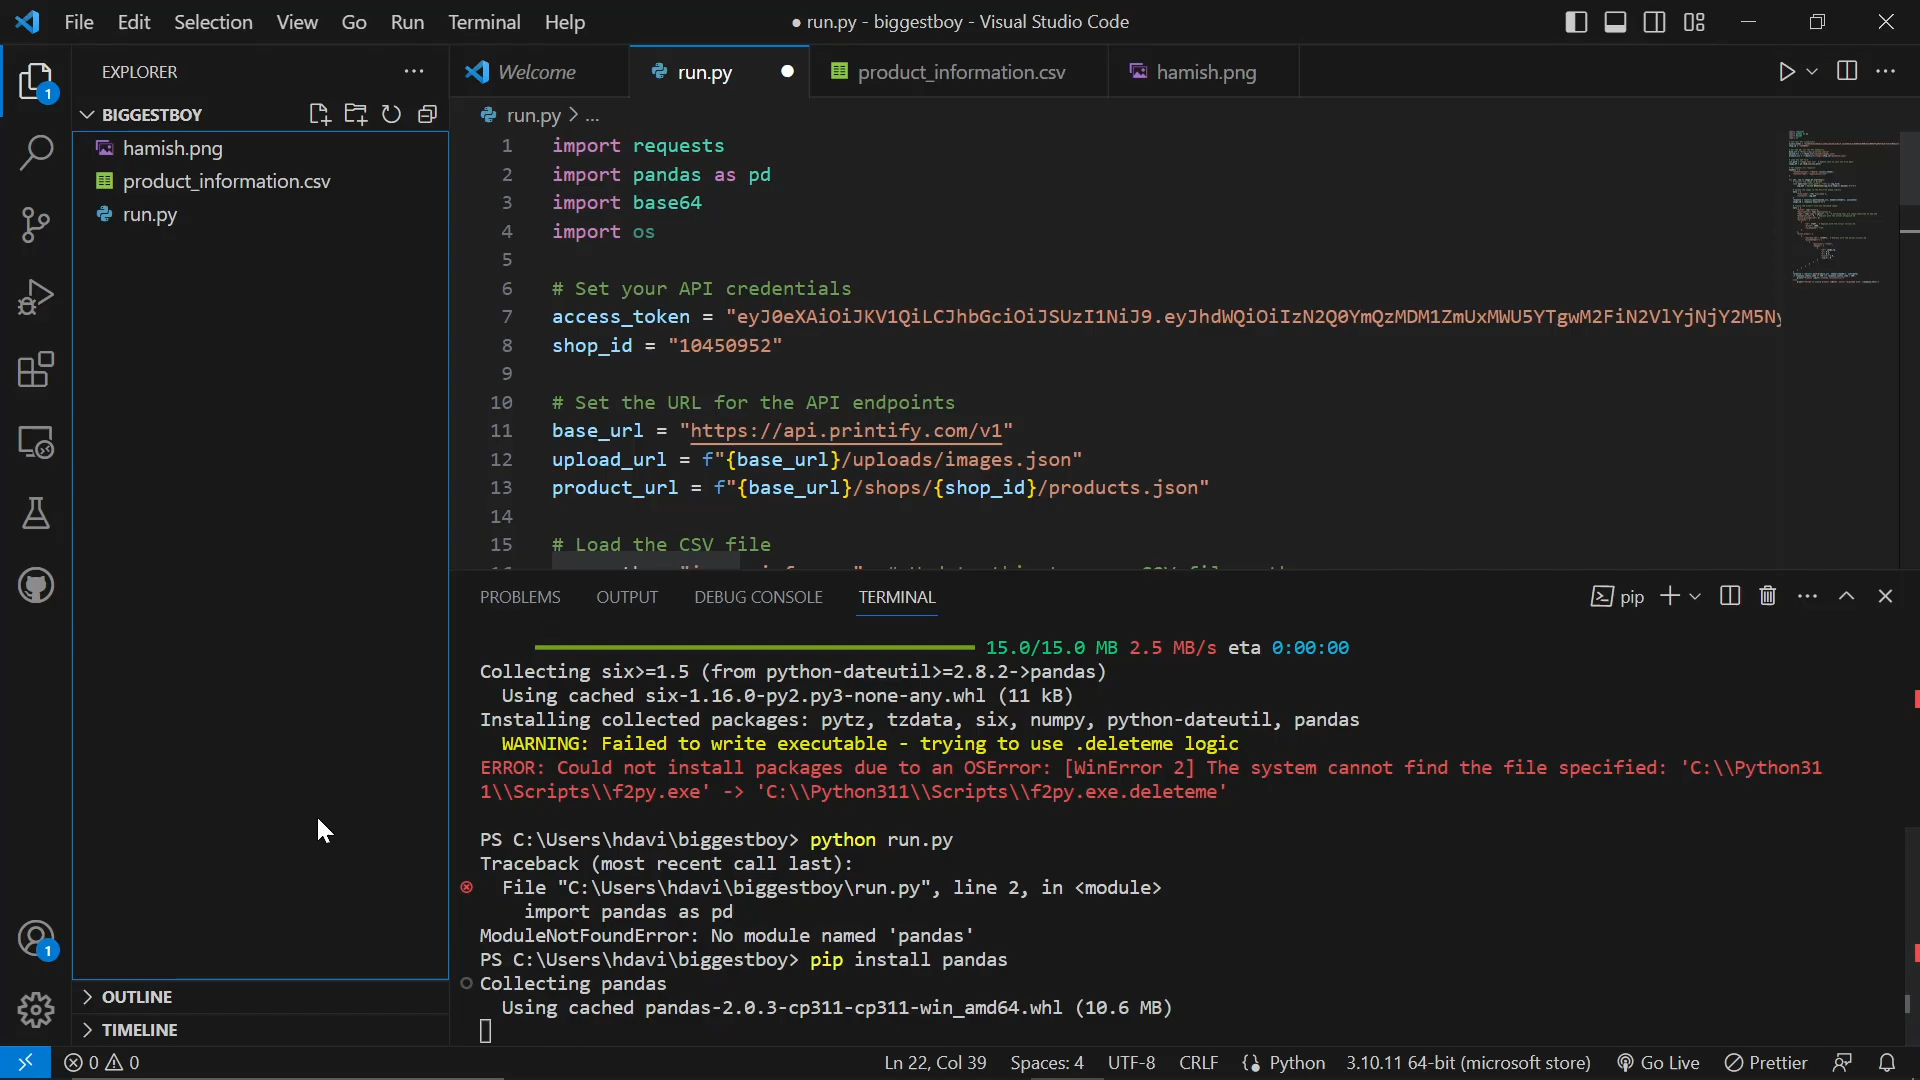 File Edit Selection View Go Run Terminal Help
● run.py - biggestboy - Visual Studio Code
EXPLORER
Welcome
run.py
product_information.csv
hamish.png
1
BIGGESTBOY
hamish.png
product_information.csv
run.py
run.py > ...
1 import requests
2 import pandas as pd
3 import base64
4 import os
5
6 # Set your API credentials
7 access_token = "eyJ0eXAiOiJKV1QiLCJhbGciOiJSUzI1NiJ9.eyJhdWQiOiIzN2Q0YmQzMDM1ZmUxMWU5YTgwM2FiN2VlYjNjY2M5Ny
8 shop_id = "10450952"
9
10 # Set the URL for the API endpoints
11 base_url = "https://api.printify.com/v1"
12 upload_url = f"{base_url}/uploads/images.json"
13 product_url = f"{base_url}/shops/{shop_id}/products.json"
14
15 # Load the CSV file
PROBLEMS OUTPUT DEBUG CONSOLE TERMINAL
pip
15.0/15.0 MB 2.5 MB/s eta 0:00:00
Collecting six>=1.5 (from python-dateutil>=2.8.2->pandas)
Using cached six-1.16.0-py2.py3-none-any.whl (11 kB)
Installing collected packages: pytz, tzdata, six, numpy, python-dateutil, pandas
WARNING: Failed to write executable - trying to use .deleteme logic
ERROR: Could not install packages due to an OSError: [WinError 2] The system cannot find the file specified: 'C:\\Python31
1\\Scripts\\f2py.exe' -> 'C:\\Python311\\Scripts\\f2py.exe.deleteme'
PS C:\Users\hdavi\biggestboy> python run.py
Traceback (most recent call last):
File "C:\Users\hdavi\biggestboy\run.py", line 2, in <module>
import pandas as pd
ModuleNotFoundError: No module named 'pandas'
PS C:\Users\hdavi\biggestboy> pip install pandas
Collecting pandas
Using cached pandas-2.0.3-cp311-cp311-win_amd64.whl (10.6 MB)
1
OUTLINE
TIMELINE
0 0
Ln 22, Col 39 Spaces: 4 UTF-8 CRLF Python 3.10.11 64-bit (microsoft store) Go Live Prettier